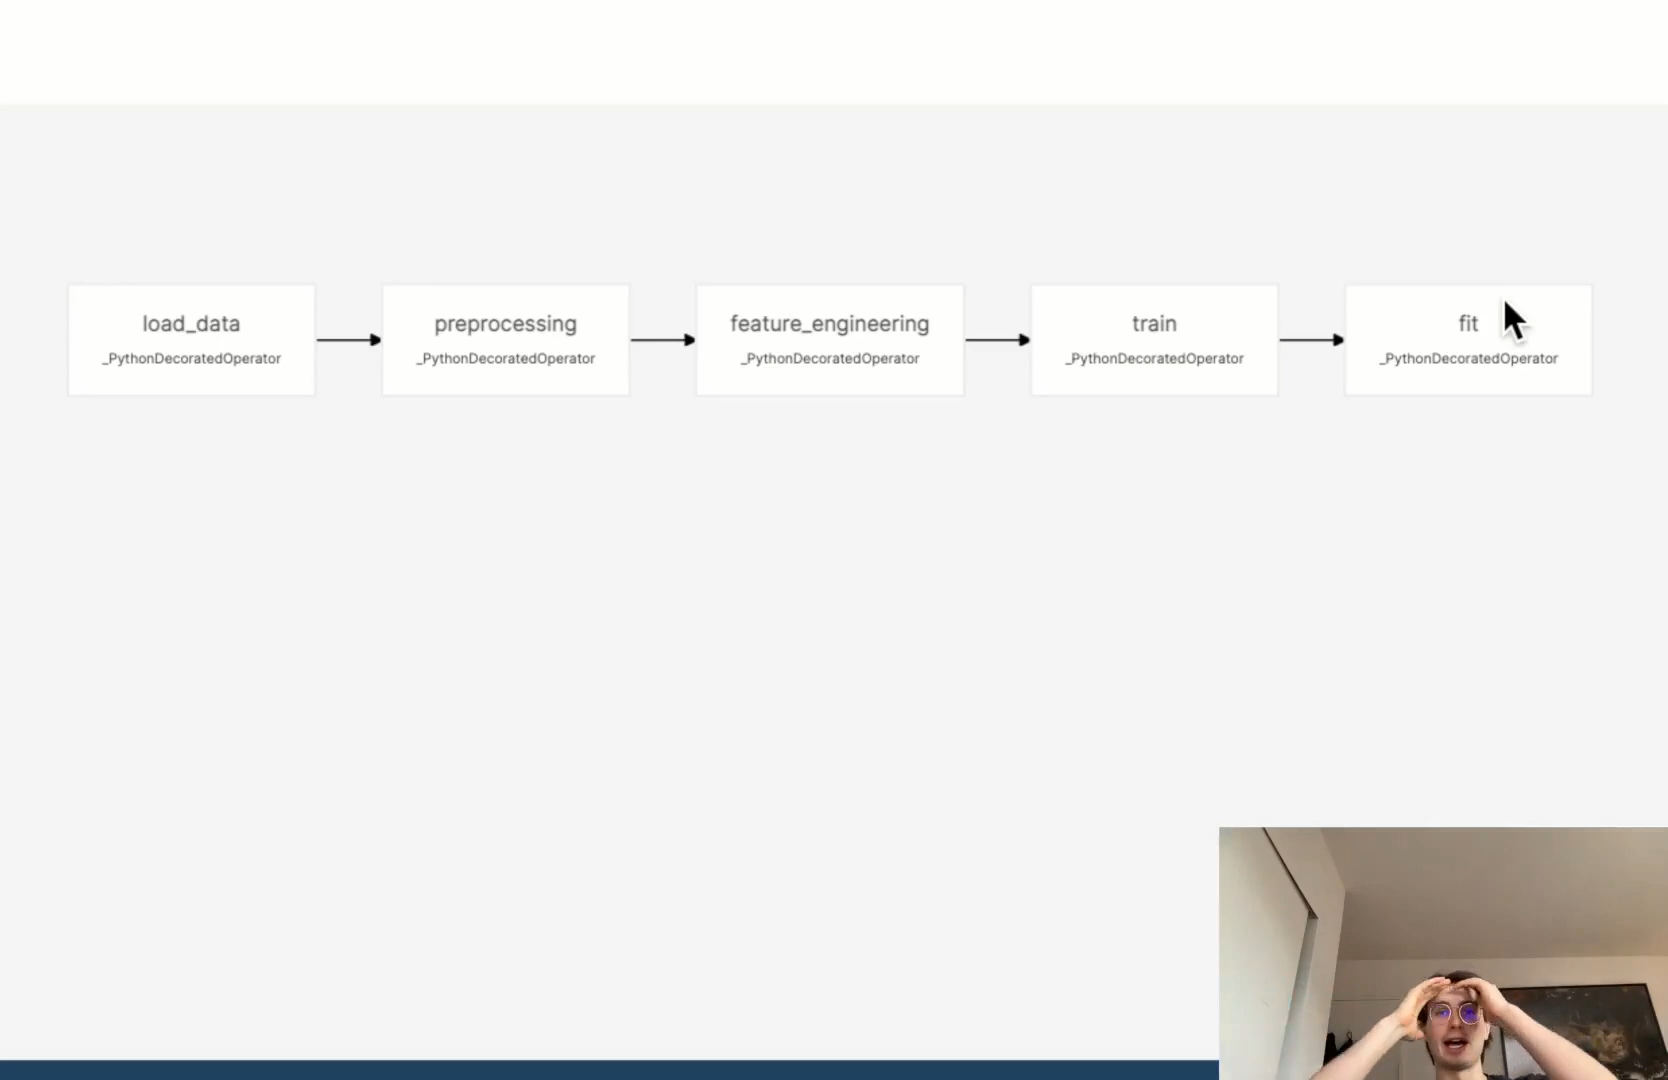 load_data
_PythonDecoratedOperator
preprocessing
_PythonDecoratedOperator
feature_engineering
_PythonDecoratedOperator
train
_PythonDecoratedOperator
fit
_PythonDecoratedOperator